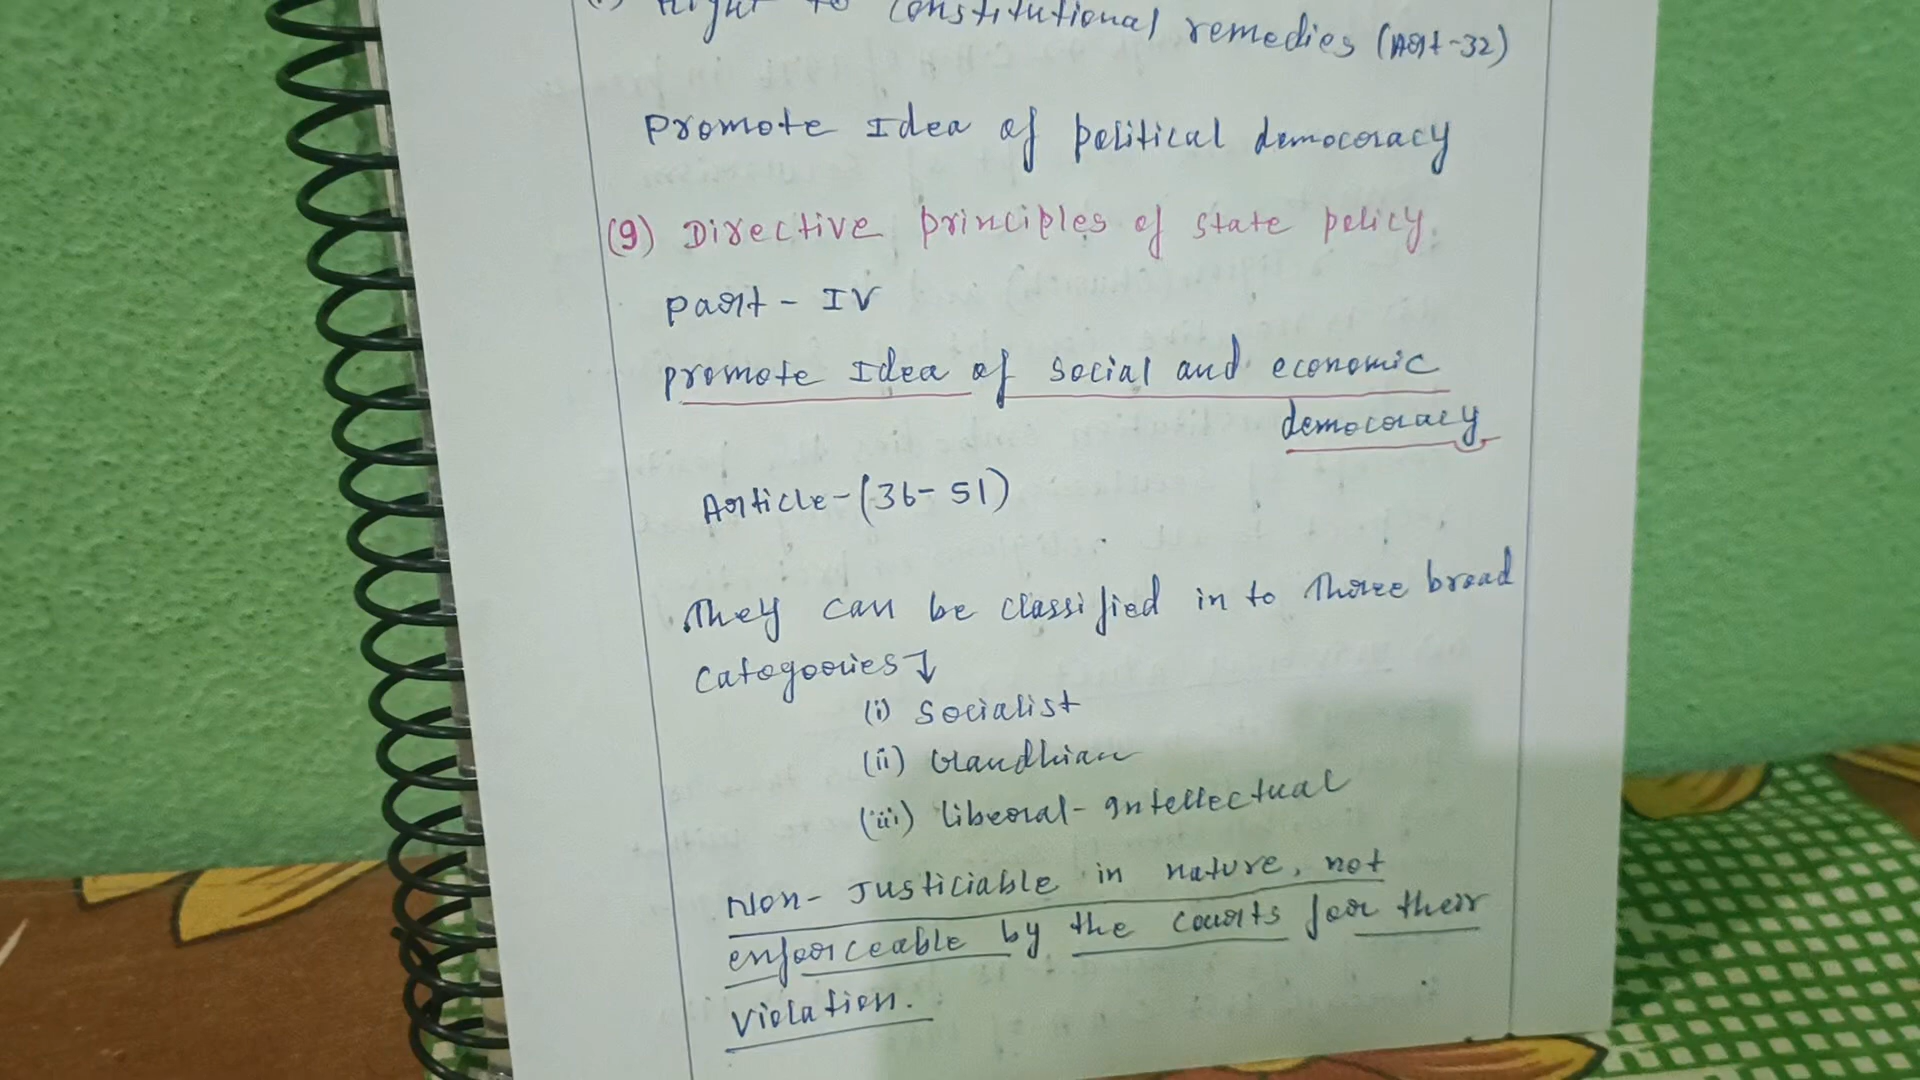 Right to constitutional remedies (Art-32)
Promote Idea of political democracy
(9) Directive principles of state policy.
Part - IV
promote Idea of social and economic
democracy
Article-(36-51)
They can be classified in to three broad
categories ↓
(i) Socialist
(ii) Gandhian
(iii) liberal-Intellectual
Non-Justiciable in nature, not
enforceable by the courts for their
Violation.